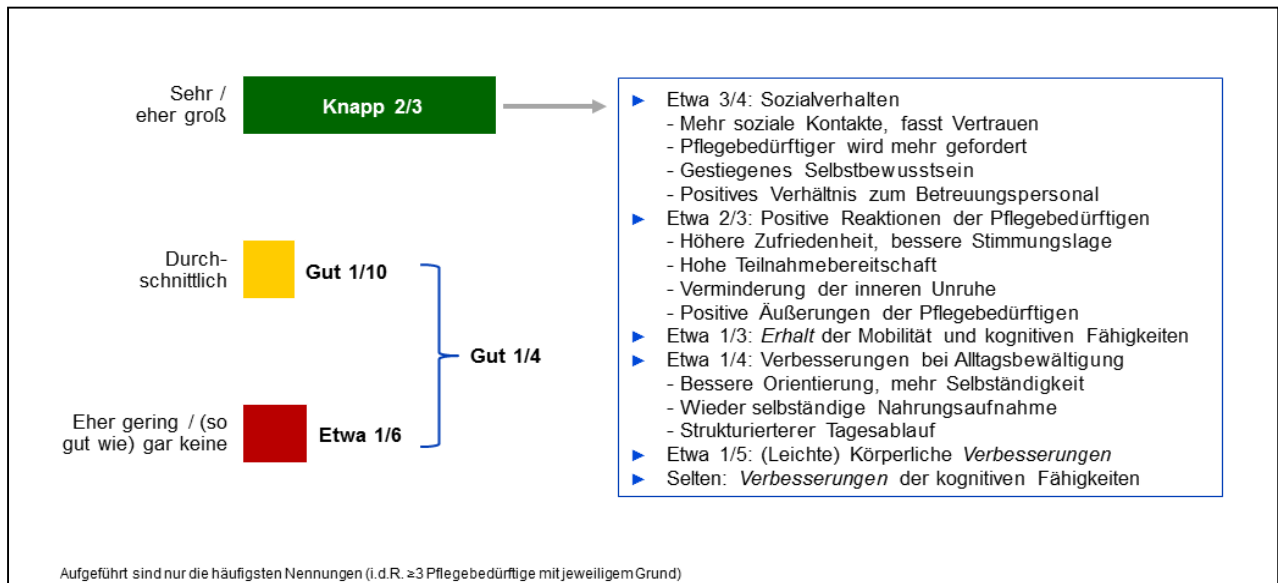 Sehr /
eher groß
Knapp 2/3
Durch-
schnittlich
Gut 1/10
Gut 1/4
Eher gering / (so
gut wie) gar keine
Etwa 1/6
► Etwa 3/4: Sozialverhalten
- Mehr soziale Kontakte, fasst Vertrauen
- Pflegebedürftiger wird mehr gefordert
- Gestiegenes Selbstbewusstsein
- Positives Verhältnis zum Betreuungspersonal
► Etwa 2/3: Positive Reaktionen der Pflegebedürftigen
- Höhere Zufriedenheit, bessere Stimmungslage
- Hohe Teilnahmebereitschaft
- Verminderung der inneren Unruhe
- Positive Äußerungen der Pflegebedürftigen
► Etwa 1/3: Erhalt der Mobilität und kognitiven Fähigkeiten
► Etwa 1/4: Verbesserungen bei Alltagsbewältigung
- Bessere Orientierung, mehr Selbständigkeit
- Wieder selbständige Nahrungsaufnahme
- Strukturierterer Tagesablauf
► Etwa 1/5: (Leichte) Körperliche Verbesserungen
► Selten: Verbesserungen der kognitiven Fähigkeiten
Aufgeführt sind nur die häufigsten Nennungen (i.d.R. ≥3 Pflegebedürftige mit jeweiligem Grund)